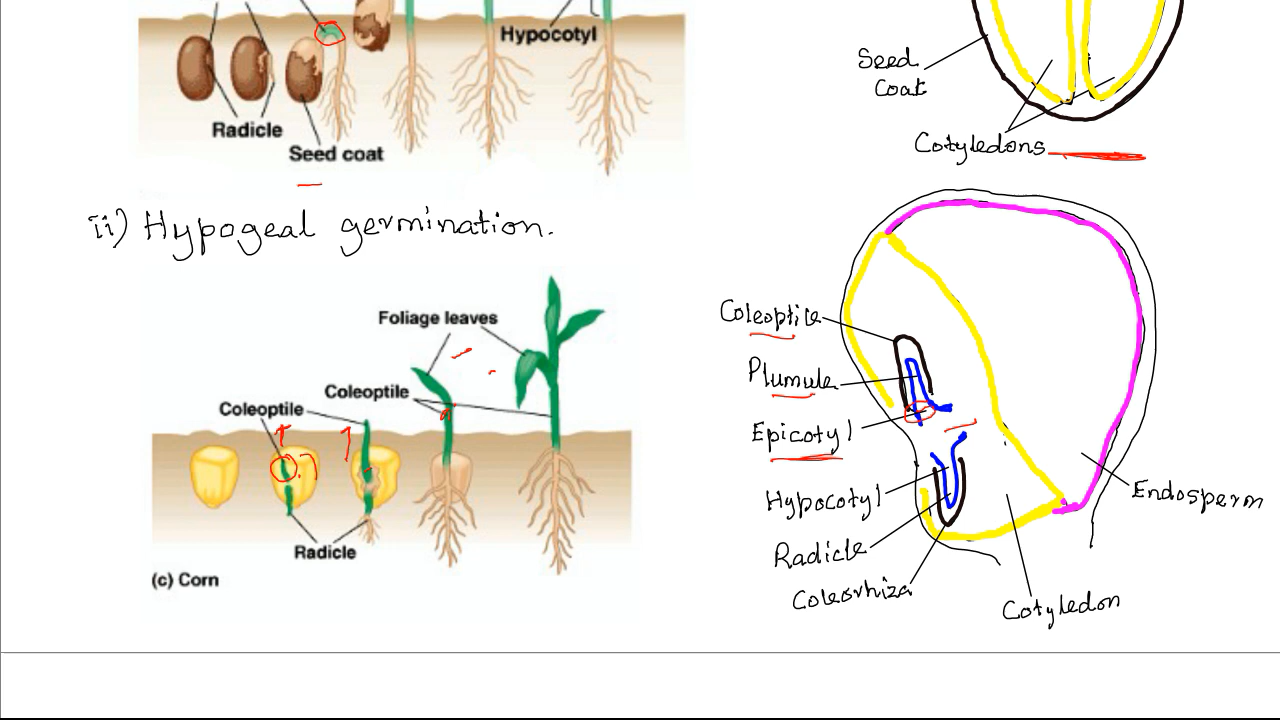 Hypocotyl
Radicle
Seed coat
Seed
Coat
Cotyledons
ii) Hypogeal germination.
Foliage leaves
Coleoptile
Coleoptile
Radicle
(c) Corn
Coleoptile
Plumule
Epicotyl
Hypocotyl
Radicle
Coleorhiza
Cotyledon
Endosperm